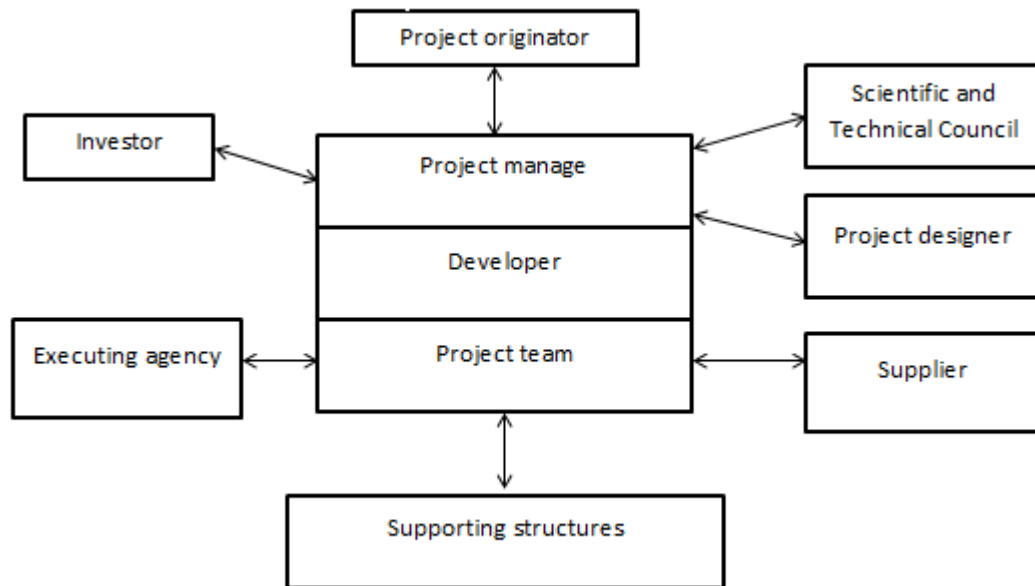 Project originator
Scientific and
Technical Council
Investor
Project manage
Project designer
Developer
Executing agency
Project team
Supplier
Supporting structures